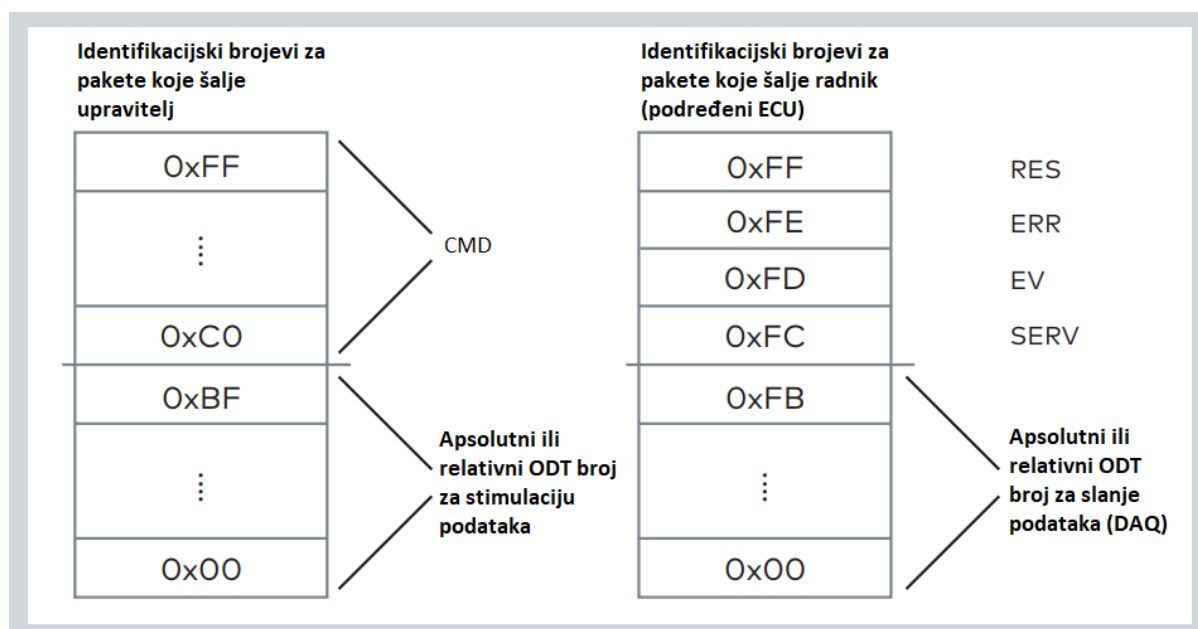 Identifikacijski brojevi za
pakete koje šalje
upravitelj
0xFF
⋮
0xC0
0xBF
⋮
0x00
CMD
Apsolutni ili
relativni ODT broj
za stimulaciju
podataka
Identifikacijski brojevi za
pakete koje šalje radnik
(podređeni ECU)
0xFF
RES
0xFE
ERR
0xFD
EV
0xFC
SERV
0xFB
⋮
0x00
Apsolutni ili
relativni ODT
broj za slanje
podataka (DAQ)